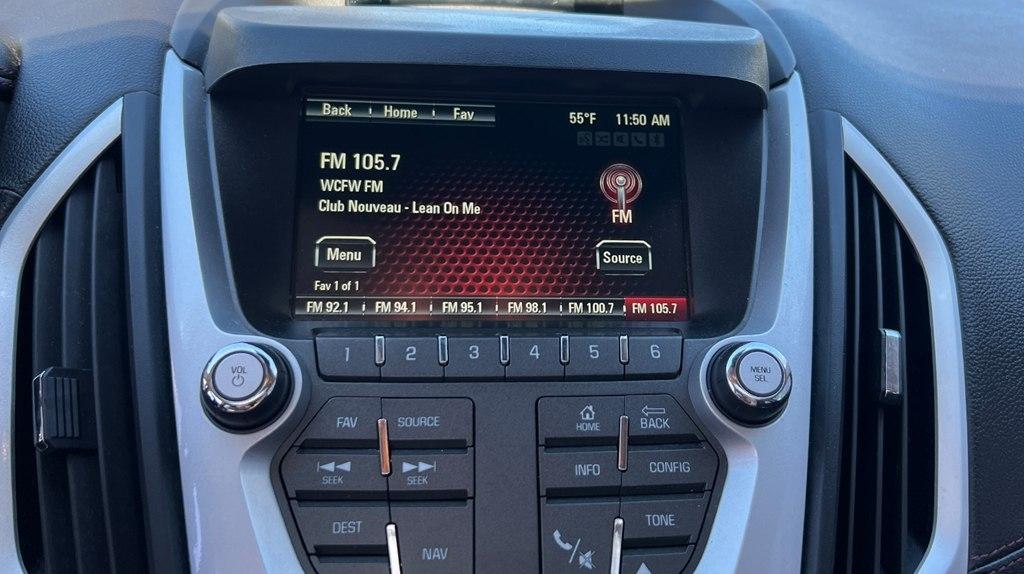 Back Home Fav
55°F 11:50 AM
FM 105.7
WCFW FM
Club Nouveau - Lean On Me
FM
Menu
Source
Fav 1 of 1
FM 92.1 FM 94.1 FM 95.1 FM 98.1 FM 100.7 FM 105.7
1 2 3 4 5 6
VOL
MENU
SEL
FAV SOURCE
HOME BACK
SEEK SEEK
INFO CONFIG
DEST NAV
TONE